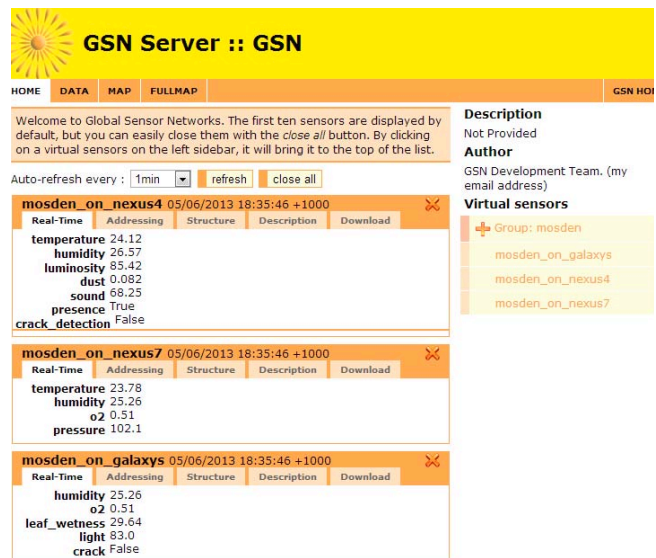 GSN Server :: GSN
HOME DATA MAP FULLMAP GSN HO
Welcome to Global Sensor Networks. The first ten sensors are displayed by
default, but you can easily close them with the close all button. By clicking
on a virtual sensors on the left sidebar, it will bring it to the top of the list.
Auto-refresh every : 1min refresh close all
mosden_on_nexus4 05/06/2013 18:35:46 +1000
Real-Time Addressing Structure Description Download
temperature 24.12
humidity 26.57
luminosity 85.42
dust 0.082
sound 68.25
presence True
crack_detection False
mosden_on_nexus7 05/06/2013 18:35:46 +1000
Real-Time Addressing Structure Description Download
temperature 23.78
humidity 25.26
o2 0.51
pressure 102.1
mosden_on_galaxys 05/06/2013 18:35:46 +1000
Real-Time Addressing Structure Description Download
humidity 25.26
o2 0.51
leaf_wetness 29.64
light 83.0
crack False
Description
Not Provided
Author
GSN Development Team. (my
email address)
Virtual sensors
Group: mosden
mosden_on_galaxys
mosden_on_nexus4
mosden_on_nexus7